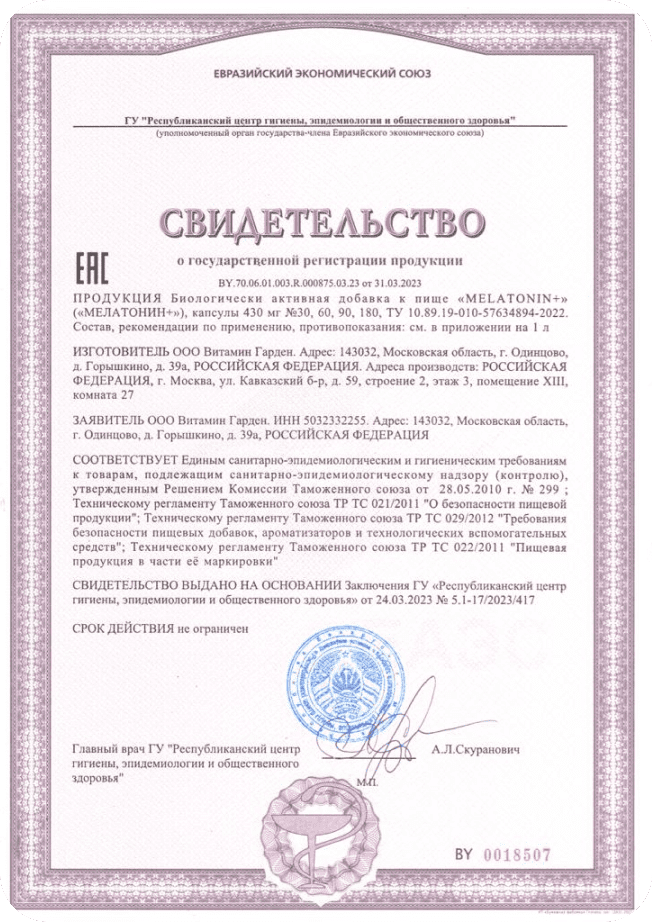 ЕВРАЗИЙСКИЙ ЭКОНОМИЧЕСКИЙ СОЮЗ
ГУ "Республиканский центр гигиены, эпидемиологии и общественного здоровья"
(уполномоченный орган государства-члена Евразийского экономического союза)
СВИДЕТЕЛЬСТВО
о государственной регистрации продукции
EAC
BY.70.06.01.003.R.000875.03.23 от 31.03.2023
ПРОДУКЦИЯ Биологически активная добавка к пище «MELATONIN+»
(«МЕЛАТОНИН+»), капсулы 430 мг №30, 60, 90, 180, ТУ 10.89.19-010-57634894-2022.
Состав, рекомендации по применению, противопоказания: см. в приложении на 1 л
ИЗГОТОВИТЕЛЬ ООО Витамин Гарден. Адрес: 143032, Московская область, г. Одинцово,
д. Горышкино, д. 39а, РОССИЙСКАЯ ФЕДЕРАЦИЯ. Адреса производств: РОССИЙСКАЯ
ФЕДЕРАЦИЯ, г. Москва, ул. Кавказский б-р, д. 59, строение 2, этаж 3, помещение XIII,
комната 27
ЗАЯВИТЕЛЬ ООО Витамин Гарден. ИНН 5032332255. Адрес: 143032, Московская область,
г. Одинцово, д. Горышкино, д. 39а, РОССИЙСКАЯ ФЕДЕРАЦИЯ
СООТВЕТСТВУЕТ Единым санитарно-эпидемиологическим и гигиеническим требованиям
к товарам, подлежащим санитарно-эпидемиологическому надзору (контролю),
утвержденным Решением Комиссии Таможенного союза от 28.05.2010 г. № 299 ;
Техническому регламенту Таможенного союза ТР ТС 021/2011 "О безопасности пищевой
продукции"; Техническому регламенту Таможенного союза ТР ТС 029/2012 "Требования
безопасности пищевых добавок, ароматизаторов и технологических вспомогательных
средств"; Техническому регламенту Таможенного союза ТР ТС 022/2011 "Пищевая
продукция в части её маркировки"
СВИДЕТЕЛЬСТВО ВЫДАНО НА ОСНОВАНИИ Заключения ГУ «Республиканский центр
гигиены, эпидемиологии и общественного здоровья» от 24.03.2023 № 5.1-17/2023/417
СРОК ДЕЙСТВИЯ не ограничен
Главный врач ГУ "Республиканский центр
гигиены, эпидемиологии и общественного
здоровья"
А.Л.Скуранович
М.П.
BY 0018507